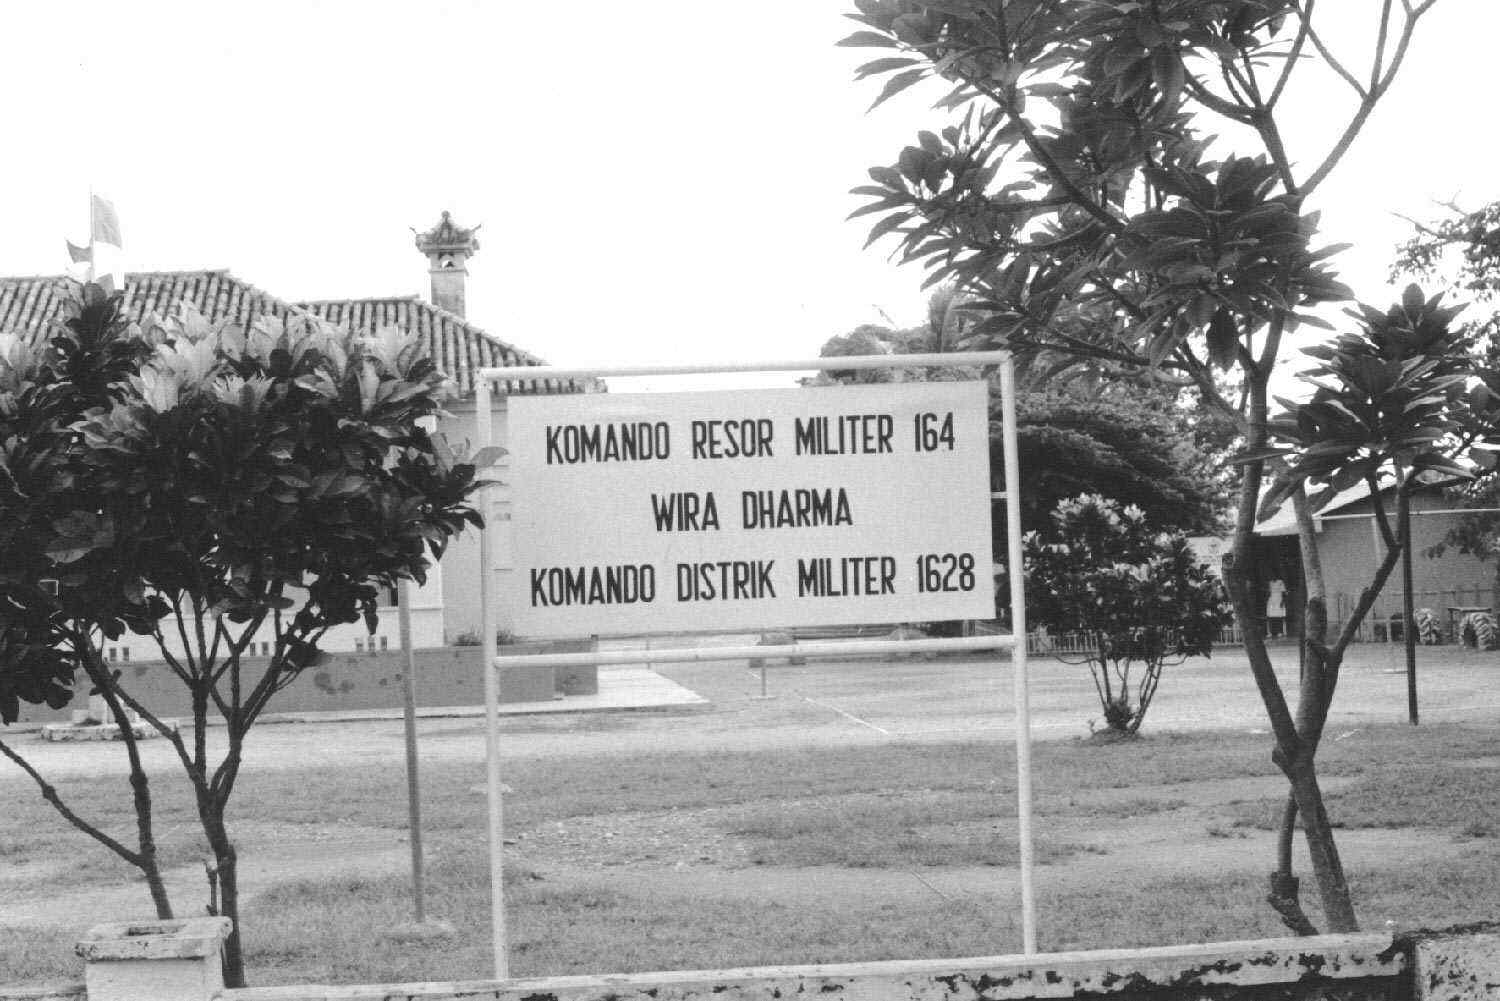 KOMANDO RESOR MILITER 164
WIRA DHARMA
KOMANDO DISTRIK MILITER 1628